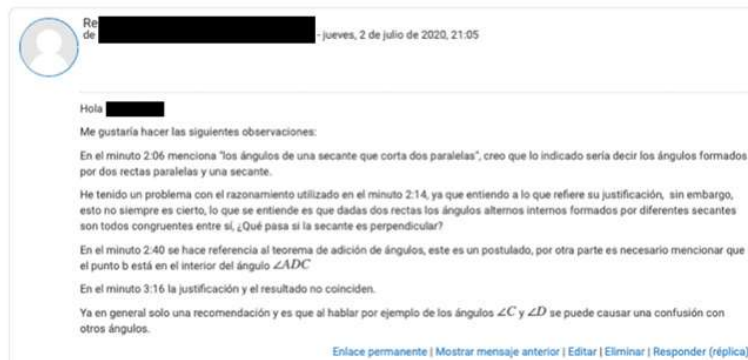 Re
de - jueves, 2 de julio de 2020, 21:05
Hola
Me gustaría hacer las siguientes observaciones:
En el minuto 2:06 menciona "los ángulos de una secante que corta dos paralelas", creo que lo indicado sería decir los ángulos formados
por dos rectas paralelas y una secante.
He tenido un problema con el razonamiento utilizado en el minuto 2:14, ya que entiendo a lo que refiere su justificación, sin embargo,
esto no siempre es cierto, lo que se entiende es que dadas dos rectas los ángulos alternos internos formados por diferentes secantes
son todos congruentes entre sí, ¿Qué pasa si la secante es perpendicular?
En el minuto 2:40 se hace referencia al teorema de adición de ángulos, este es un postulado, por otra parte es necesario mencionar que
el punto b está en el interior del ángulo ∠ADC
En el minuto 3:16 la justificación y el resultado no coinciden.
Ya en general solo una recomendación y es que al hablar por ejemplo de los ángulos ∠C y ∠D se puede causar una confusión con
otros ángulos.
Enlace permanente | Mostrar mensaje anterior | Editar | Eliminar | Responder (réplica)